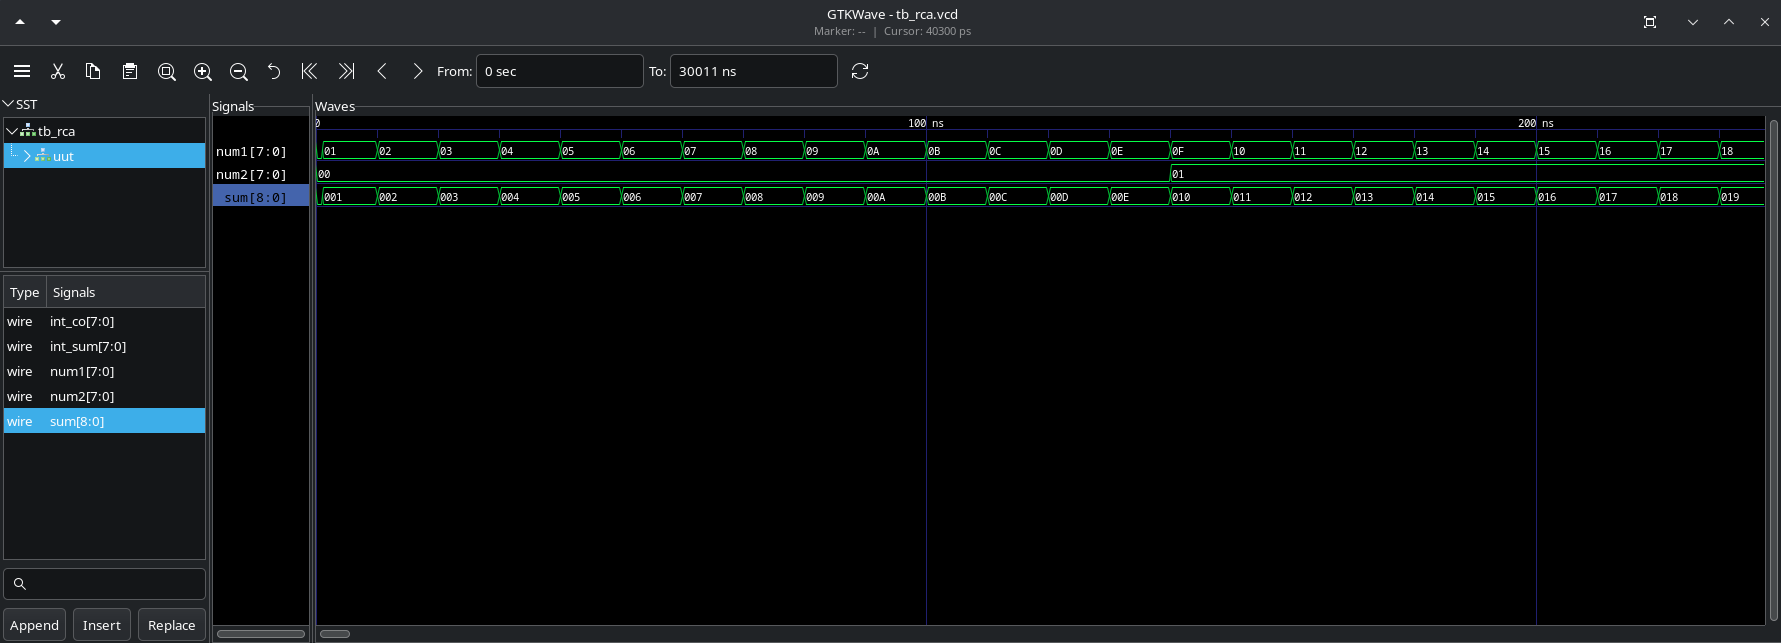 GTKWave - tb_rca.vcd
Marker: -- | Cursor: 40300 ps
From: 0 sec To: 30011 ns
SST
tb_rca
uut
Type Signals
wire int_co[7:0]
wire int_sum[7:0]
wire num1[7:0]
wire num2[7:0]
wire sum[8:0]
Append Insert Replace
Signals
num1[7:0]
num2[7:0]
sum[8:0]
Waves
0 100 ns 200 ns
01 02 03 04 05 06 07 08 09 0A 0B 0C 0D 0E 0F 10 11 12 13 14 15 16 17 18
00 01
001 002 003 004 005 006 007 008 009 00A 00B 00C 00D 00E 010 011 012 013 014 015 016 017 018 019